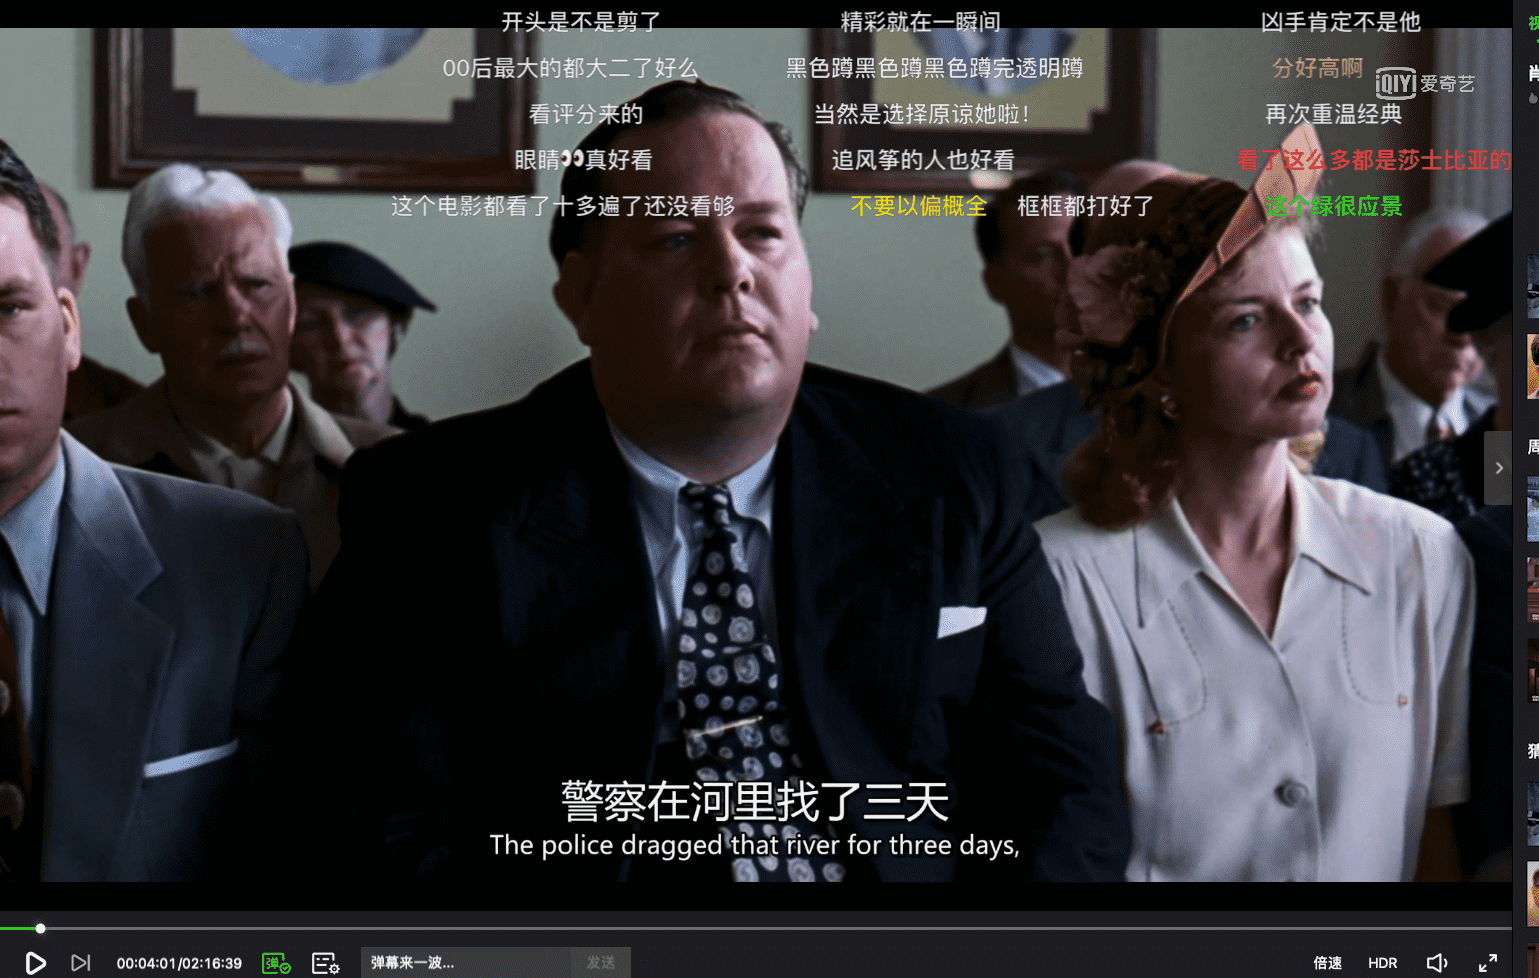 开头是不是剪了
精彩就在一瞬间
凶手肯定不是他
00后最大的都大二了好么
黑色蹲黑色蹲黑色蹲完透明蹲
分好高啊
iQIYI 爱奇艺
看评分来的
当然是选择原谅她啦！
再次重温经典
眼睛👀真好看
追风筝的人也好看
看了这么多都是莎士比亚的
这个电影都看了十多遍了还没看够
不要以偏概全
框框都打好了
这个绿很应景
警察在河里找了三天
The police dragged that river for three days,
00:04:01/02:16:39
弹
弹幕来一波...
发送
倍速
HDR